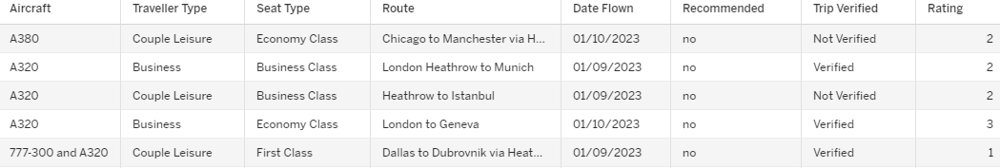 Aircraft Traveller Type Seat Type Route Date Flown Recommended Trip Verified Rating
A380 Couple Leisure Economy Class Chicago to Manchester via H... 01/10/2023 no Not Verified 2
A320 Business Business Class London Heathrow to Munich 01/09/2023 no Verified 2
A320 Couple Leisure Business Class Heathrow to Istanbul 01/09/2023 no Not Verified 2
A320 Business Economy Class London to Geneva 01/10/2023 no Verified 3
777-300 and A320 Couple Leisure First Class Dallas to Dubrovnik via Heat... 01/09/2023 no Verified 1